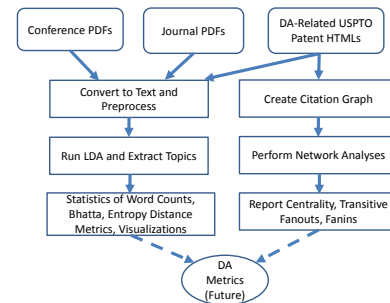 Conference PDFs
Journal PDFs
DA-Related USPTO
Patent HTMLs
Convert to Text and
Preprocess
Create Citation Graph
Run LDA and Extract Topics
Perform Network Analyses
Statistics of Word Counts,
Bhatta, Entropy Distance
Metrics, Visualizations
Report Centrality, Transitive
Fanouts, Fanins
DA
Metrics
(Future)